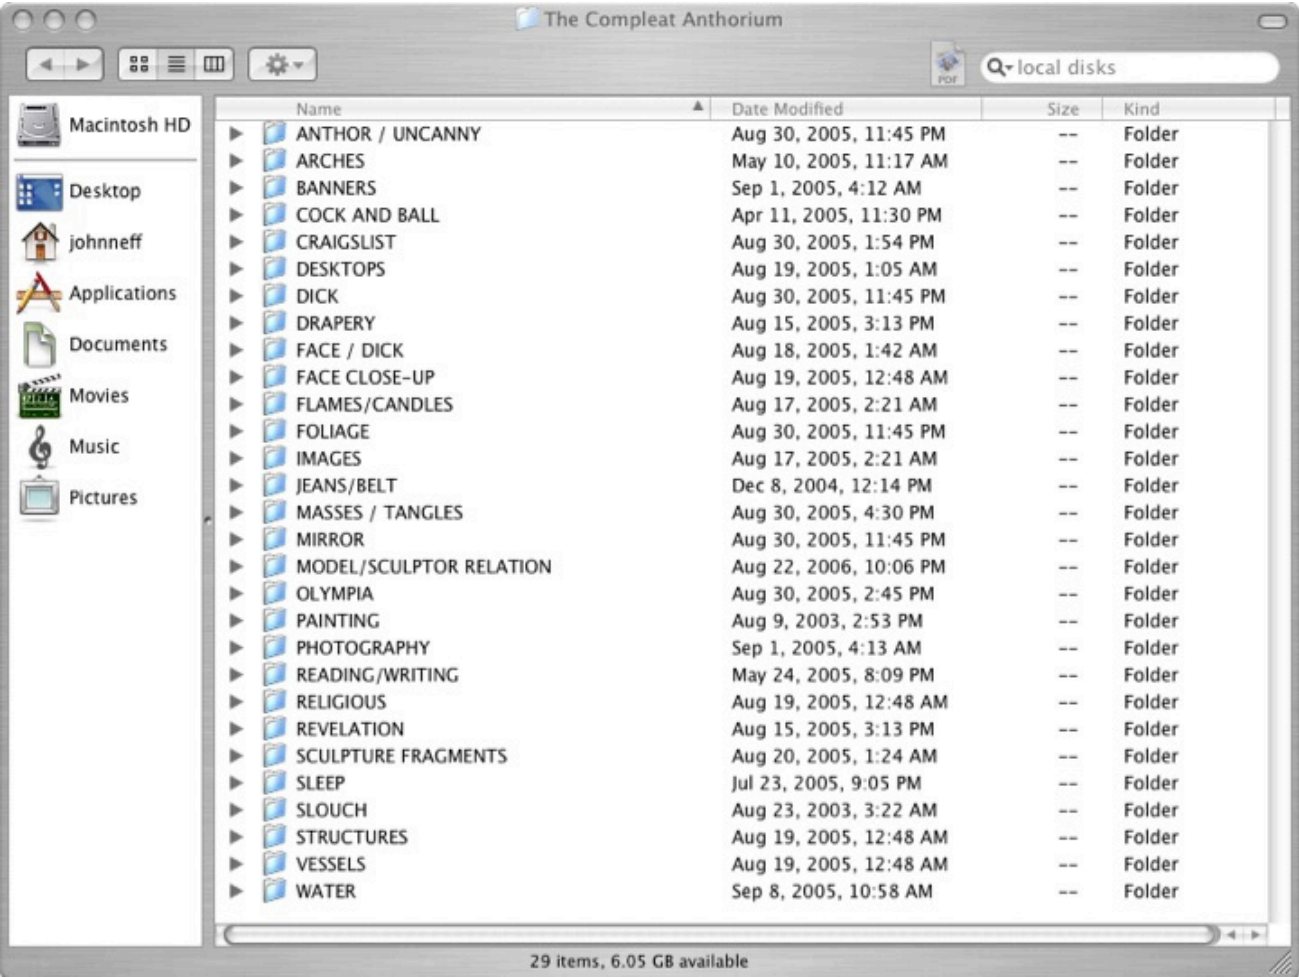 The Compleat Anthorium
PDF
local disks
Macintosh HD
Desktop
johnneff
Applications
Documents
Movies
Music
Pictures
Name Date Modified Size Kind
ANTHOR / UNCANNY Aug 30, 2005, 11:45 PM -- Folder
ARCHES May 10, 2005, 11:17 AM -- Folder
BANNERS Sep 1, 2005, 4:12 AM -- Folder
COCK AND BALL Apr 11, 2005, 11:30 PM -- Folder
CRAIGSLIST Aug 30, 2005, 1:54 PM -- Folder
DESKTOPS Aug 19, 2005, 1:05 AM -- Folder
DICK Aug 30, 2005, 11:45 PM -- Folder
DRAPERY Aug 15, 2005, 3:13 PM -- Folder
FACE / DICK Aug 18, 2005, 1:42 AM -- Folder
FACE CLOSE-UP Aug 19, 2005, 12:48 AM -- Folder
FLAMES/CANDLES Aug 17, 2005, 2:21 AM -- Folder
FOLIAGE Aug 30, 2005, 11:45 PM -- Folder
IMAGES Aug 17, 2005, 2:21 AM -- Folder
JEANS/BELT Dec 8, 2004, 12:14 PM -- Folder
MASSES / TANGLES Aug 30, 2005, 4:30 PM -- Folder
MIRROR Aug 30, 2005, 11:45 PM -- Folder
MODEL/SCULPTOR RELATION Aug 22, 2006, 10:06 PM -- Folder
OLYMPIA Aug 30, 2005, 2:45 PM -- Folder
PAINTING Aug 9, 2003, 2:53 PM -- Folder
PHOTOGRAPHY Sep 1, 2005, 4:13 AM -- Folder
READING/WRITING May 24, 2005, 8:09 PM -- Folder
RELIGIOUS Aug 19, 2005, 12:48 AM -- Folder
REVELATION Aug 15, 2005, 3:13 PM -- Folder
SCULPTURE FRAGMENTS Aug 20, 2005, 1:24 AM -- Folder
SLEEP Jul 23, 2005, 9:05 PM -- Folder
SLOUCH Aug 23, 2003, 3:22 AM -- Folder
STRUCTURES Aug 19, 2005, 12:48 AM -- Folder
VESSELS Aug 19, 2005, 12:48 AM -- Folder
WATER Sep 8, 2005, 10:58 AM -- Folder
29 items, 6.05 GB available